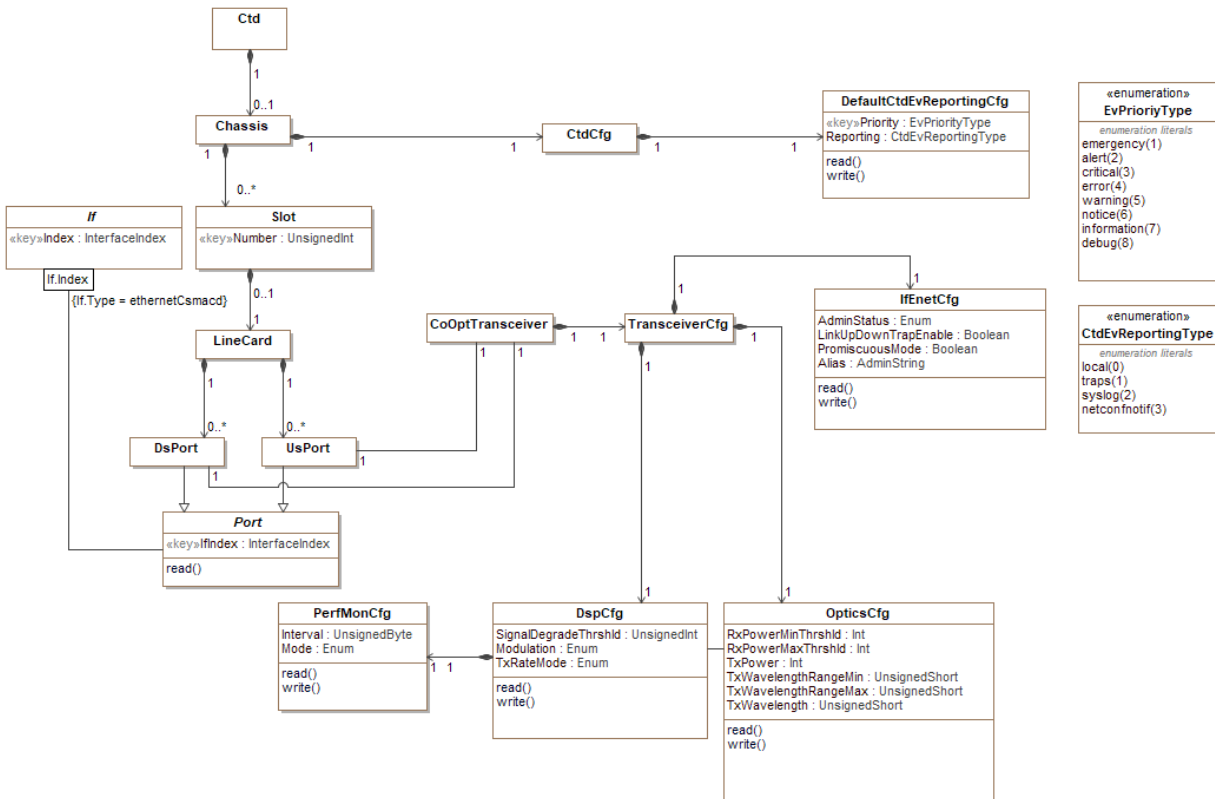 Ctd
1
0..1
Chassis
1
1
1
CtdCfg
1
1
DefaultCtdEvReportingCfg
«key»Priority : EvPriorityType
Reporting : CtdEvReportingType
read()
write()
«enumeration»
EvPrioriyType
enumeration literals
emergency(1)
alert(2)
critical(3)
error(4)
warning(5)
notice(6)
information(7)
debug(8)
0..*
If
«key»Index : InterfaceIndex
If.Index
{If.Type = ethernetCsmacd}
Slot
«key»Number : UnsignedInt
0..1
1
LineCard
1
1
0..*
0..*
DsPort
1
UsPort
1
Port
«key»IfIndex : InterfaceIndex
read()
CoOptTransceiver
1
1
1
1
TransceiverCfg
1
1
1
1
IfEnetCfg
AdminStatus : Enum
LinkUpDownTrapEnable : Boolean
PromiscuousMode : Boolean
Alias : AdminString
read()
write()
«enumeration»
CtdEvReportingType
enumeration literals
local(0)
traps(1)
syslog(2)
netconfnotif(3)
1
1
PerfMonCfg
Interval : UnsignedByte
Mode : Enum
read()
write()
1
1
DspCfg
SignalDegradeThrshld : UnsignedInt
Modulation : Enum
TxRateMode : Enum
read()
write()
OpticsCfg
RxPowerMinThrshld : Int
RxPowerMaxThrshld : Int
TxPower : Int
TxWavelengthRangeMin : UnsignedShort
TxWavelengthRangeMax : UnsignedShort
TxWavelength : UnsignedShort
read()
write()